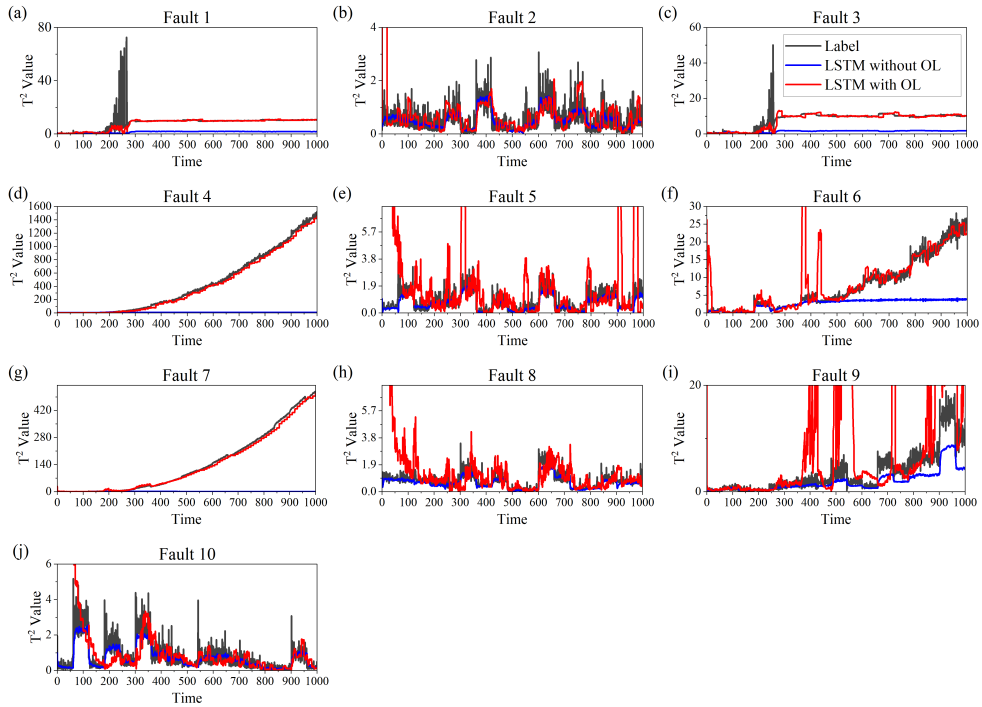 (a) Fault 1
80
40
0
T² Value
0 100 200 300 400 500 600 700 800 900 1000
Time
(b) Fault 2
4
2
1
0
T² Value
0 100 200 300 400 500 600 700 800 900 1000
Time
(c) Fault 3
60
40
20
0
T² Value
Label
LSTM without OL
LSTM with OL
0 100 200 300 400 500 600 700 800 900 1000
Time
(d) Fault 4
1600
1400
1200
1000
800
600
400
200
0
T² Value
0 100 200 300 400 500 600 700 800 900 1000
Time
(e) Fault 5
5.7
3.8
1.9
0.0
T² Value
0 100 200 300 400 500 600 700 800 900 1000
Time
(f) Fault 6
30
25
20
15
10
5
0
T² Value
0 100 200 300 400 500 600 700 800 900 1000
Time
(g) Fault 7
420
280
140
0
T² Value
0 100 200 300 400 500 600 700 800 900 1000
Time
(h) Fault 8
5.7
3.8
1.9
0.0
T² Value
0 100 200 300 400 500 600 700 800 900 1000
Time
(i) Fault 9
20
10
0
T² Value
0 100 200 300 400 500 600 700 800 900 1000
Time
(j) Fault 10
6
4
2
0
T² Value
0 100 200 300 400 500 600 700 800 900 1000
Time